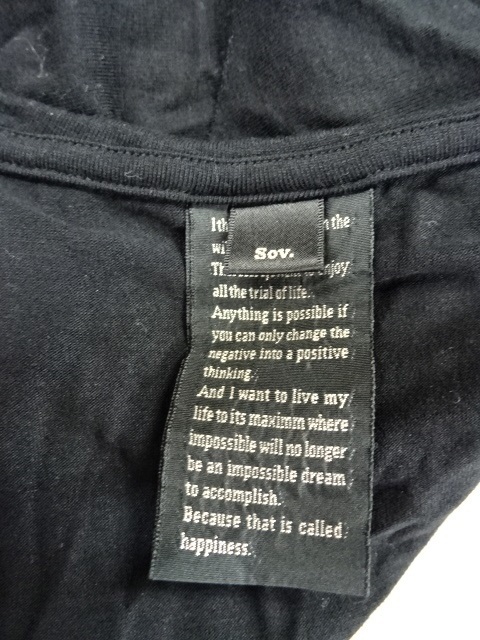 the
Sov.
enjoy
all the trial of life.
Anything is possible if
you can only change the
negative into a positive
thinking.
And I want to live my
life to its maximm where
impossible will no longer
be an impossible dream
to accomplish.
Because that is called
happiness.